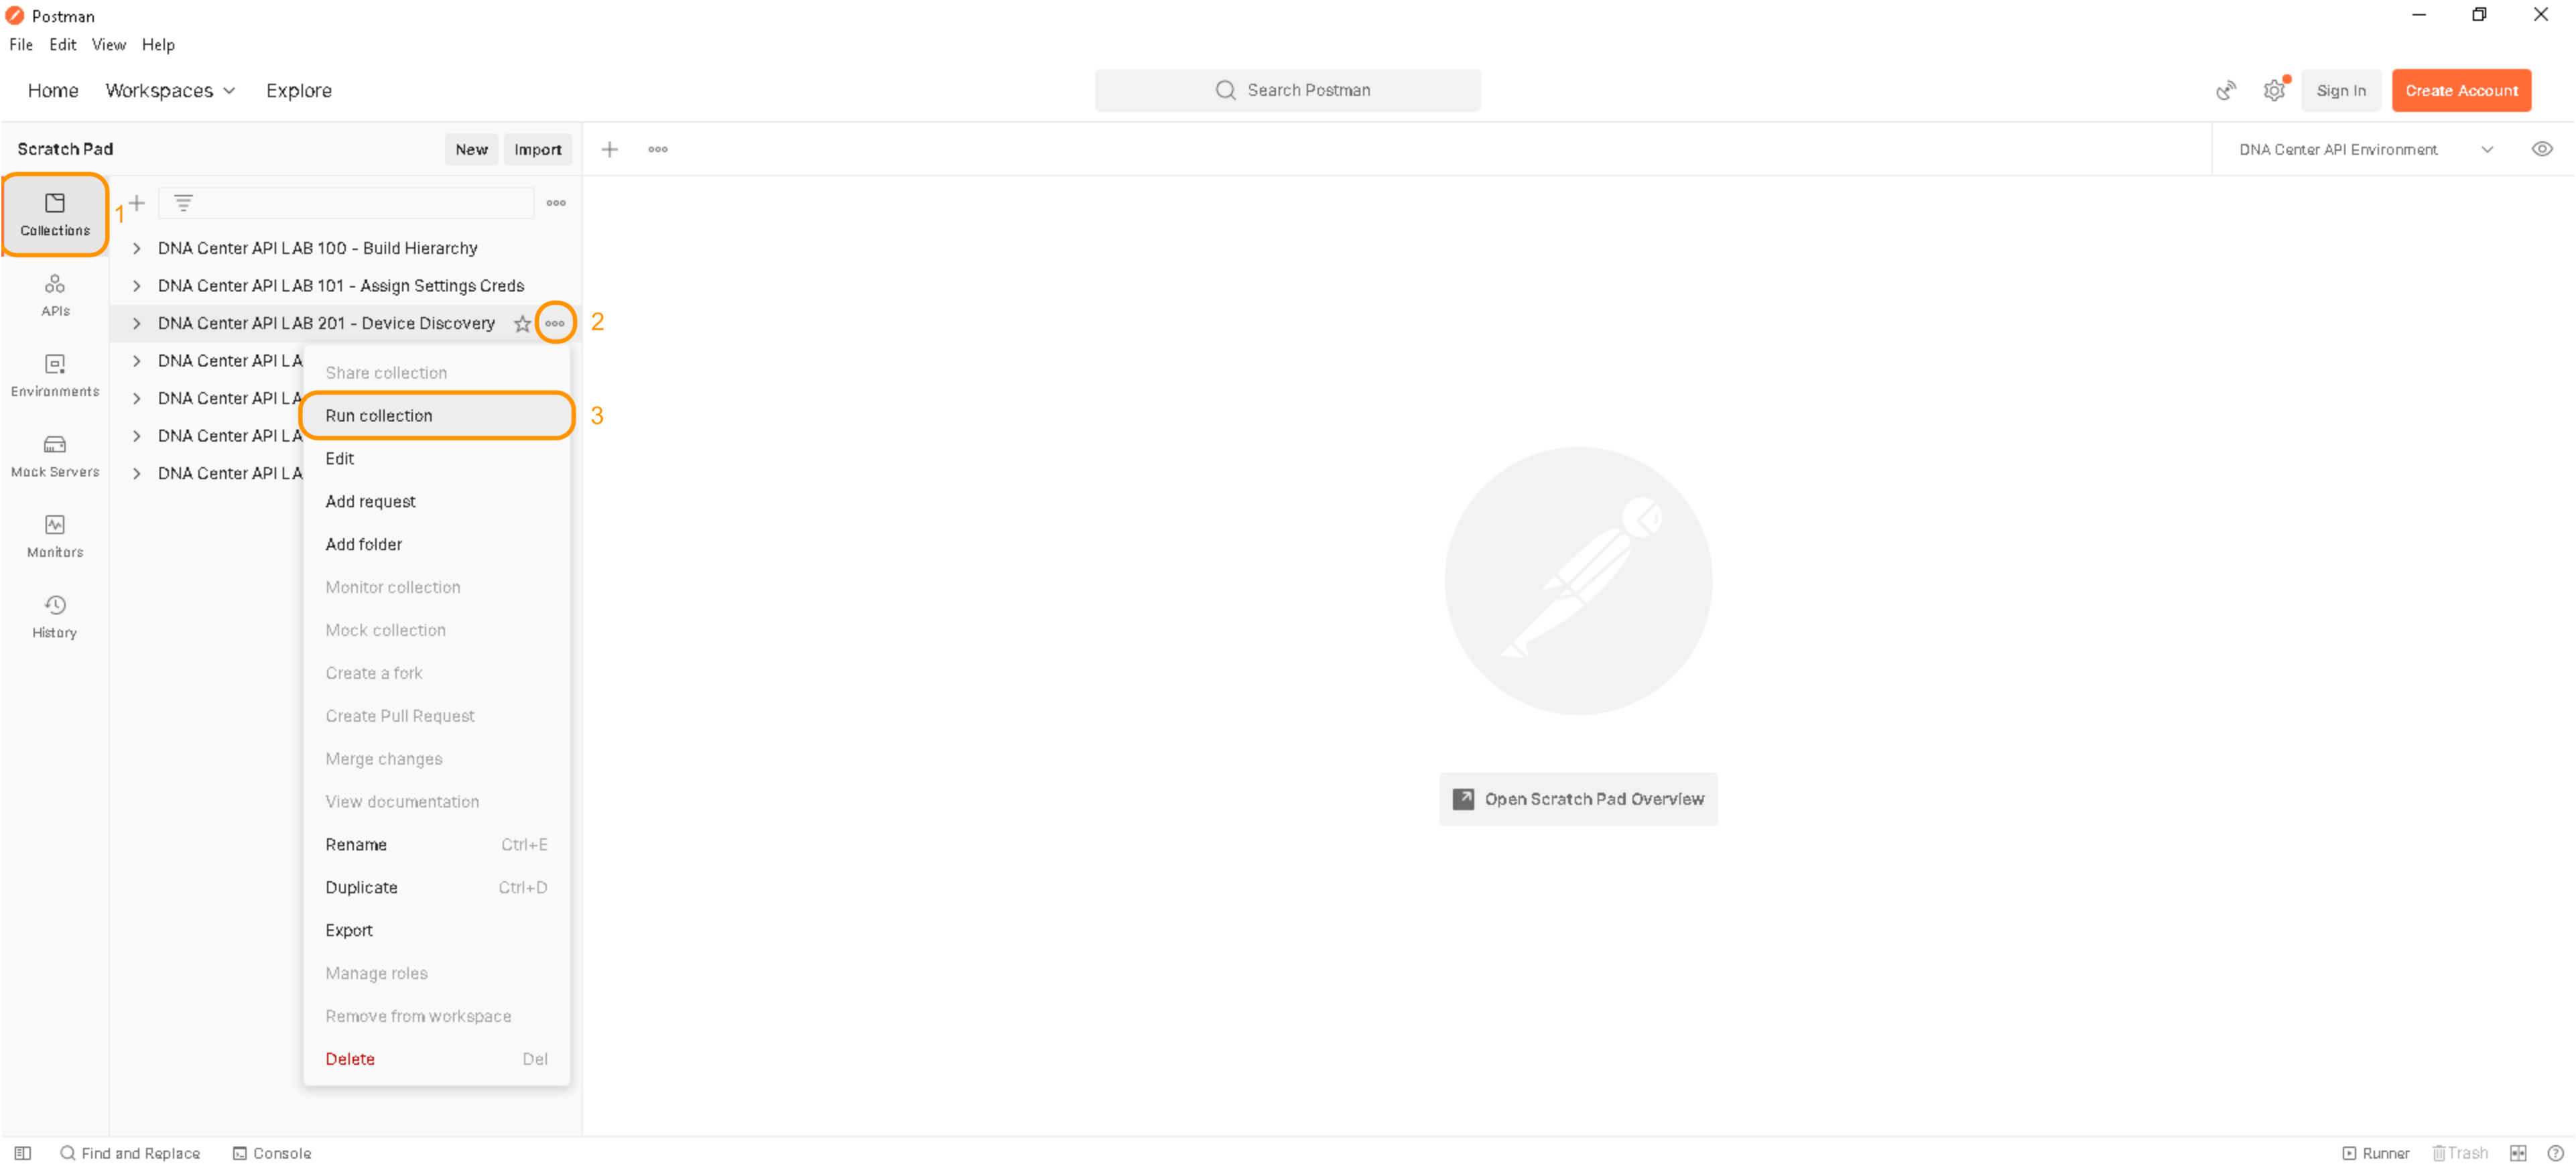 Postman
File Edit View Help
Home Workspaces Explore
Search Postman
Sign In
Create Account
Scratch Pad
New
Import
DNA Center API Environment
Collections
1
DNA Center API LAB 100 - Build Hierarchy
DNA Center API LAB 101 - Assign Settings Creds
APIs
DNA Center API LAB 201 - Device Discovery
2
DNA Center API LA
Share collection
Environments
DNA Center API LA
Run collection
3
DNA Center API LA
Edit
Mock Servers
DNA Center API LA
Add request
Add folder
Monitors
Monitor collection
History
Mock collection
Create a fork
Create Pull Request
Merge changes
View documentation
Rename Ctrl+E
Duplicate Ctrl+D
Export
Manage roles
Remove from workspace
Delete Del
Open Scratch Pad Overview
Find and Replace
Console
Runner
Trash